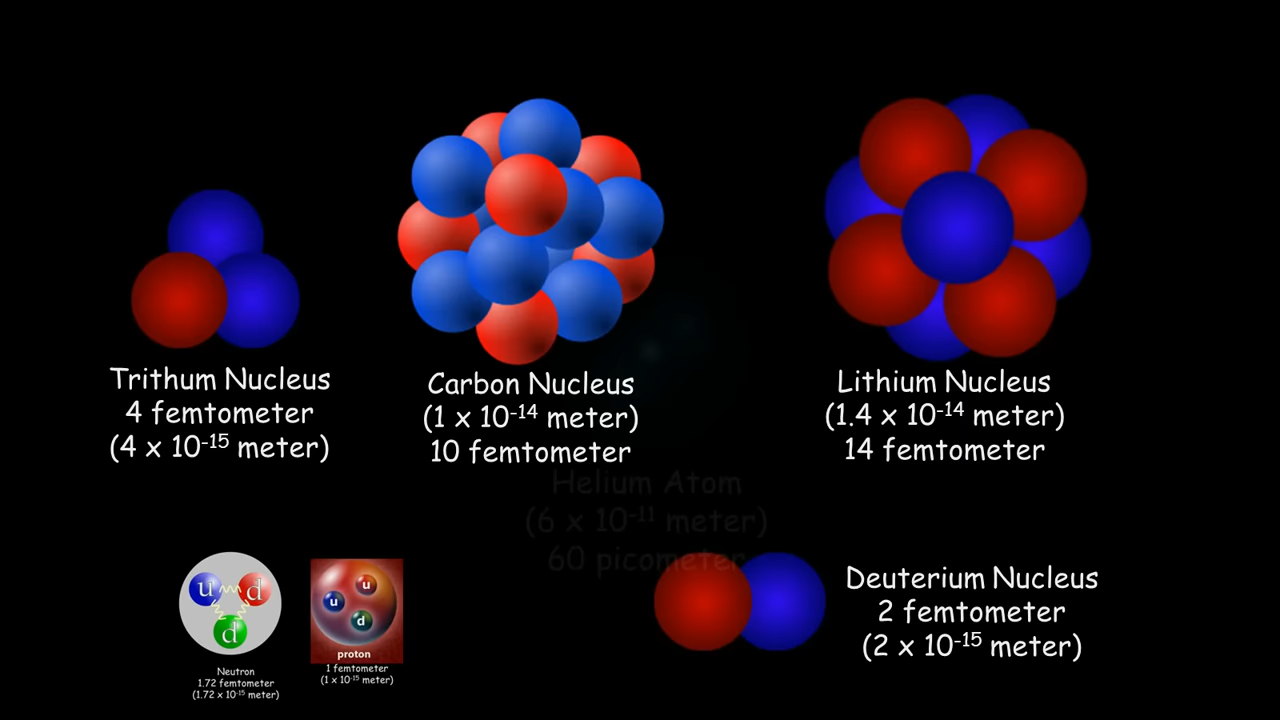 Trithum Nucleus
4 femtometer
(4 x 10⁻¹⁵ meter)
Carbon Nucleus
(1 x 10⁻¹⁴ meter)
10 femtometer
Lithium Nucleus
(1.4 x 10⁻¹⁴ meter)
14 femtometer
Helium Atom
(6 x 10⁻¹¹ meter)
60 picometer
u d
d
Neutron
1.72 femtometer
(1.72 x 10⁻¹⁵ meter)
u
u
d
proton
1 femtometer
(1 x 10⁻¹⁵ meter)
Deuterium Nucleus
2 femtometer
(2 x 10⁻¹⁵ meter)